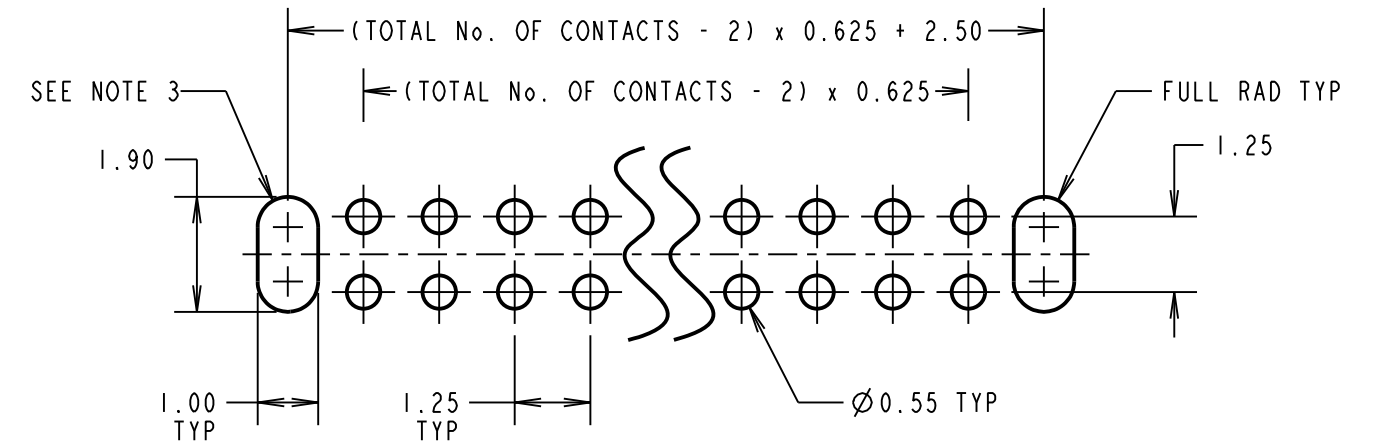 (TOTAL No. OF CONTACTS - 2) x 0.625 + 2.50
(TOTAL No. OF CONTACTS - 2) x 0.625
SEE NOTE 3
FULL RAD TYP
1.90
1.25
1.00
TYP
1.25
TYP
Ø0.55 TYP